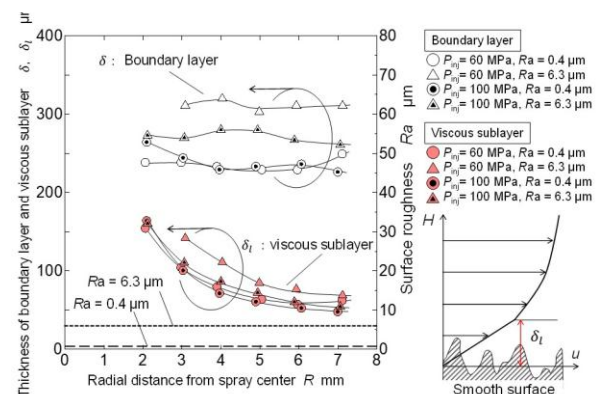 Thickness of boundary layer and viscous sublayer δ, δl μm
400
300
200
100
50
0
0 1 2 3 4 5 6 7 8
Radial distance from spray center R mm
80
70
60
50
40
30
20
10
0
Surface roughness Ra μm
δ : Boundary layer
δl : viscous sublayer
Ra = 6.3 μm
Ra = 0.4 μm
Boundary layer
Pinj= 60 MPa, Ra = 0.4 μm
Pinj= 60 MPa, Ra = 6.3 μm
Pinj= 100 MPa, Ra = 0.4 μm
Pinj= 100 MPa, Ra = 6.3 μm
Viscous sublayer
Pinj= 60 MPa, Ra = 0.4 μm
Pinj= 60 MPa, Ra = 6.3 μm
Pinj= 100 MPa, Ra = 0.4 μm
Pinj= 100 MPa, Ra = 6.3 μm
H
δl
u
Smooth surface